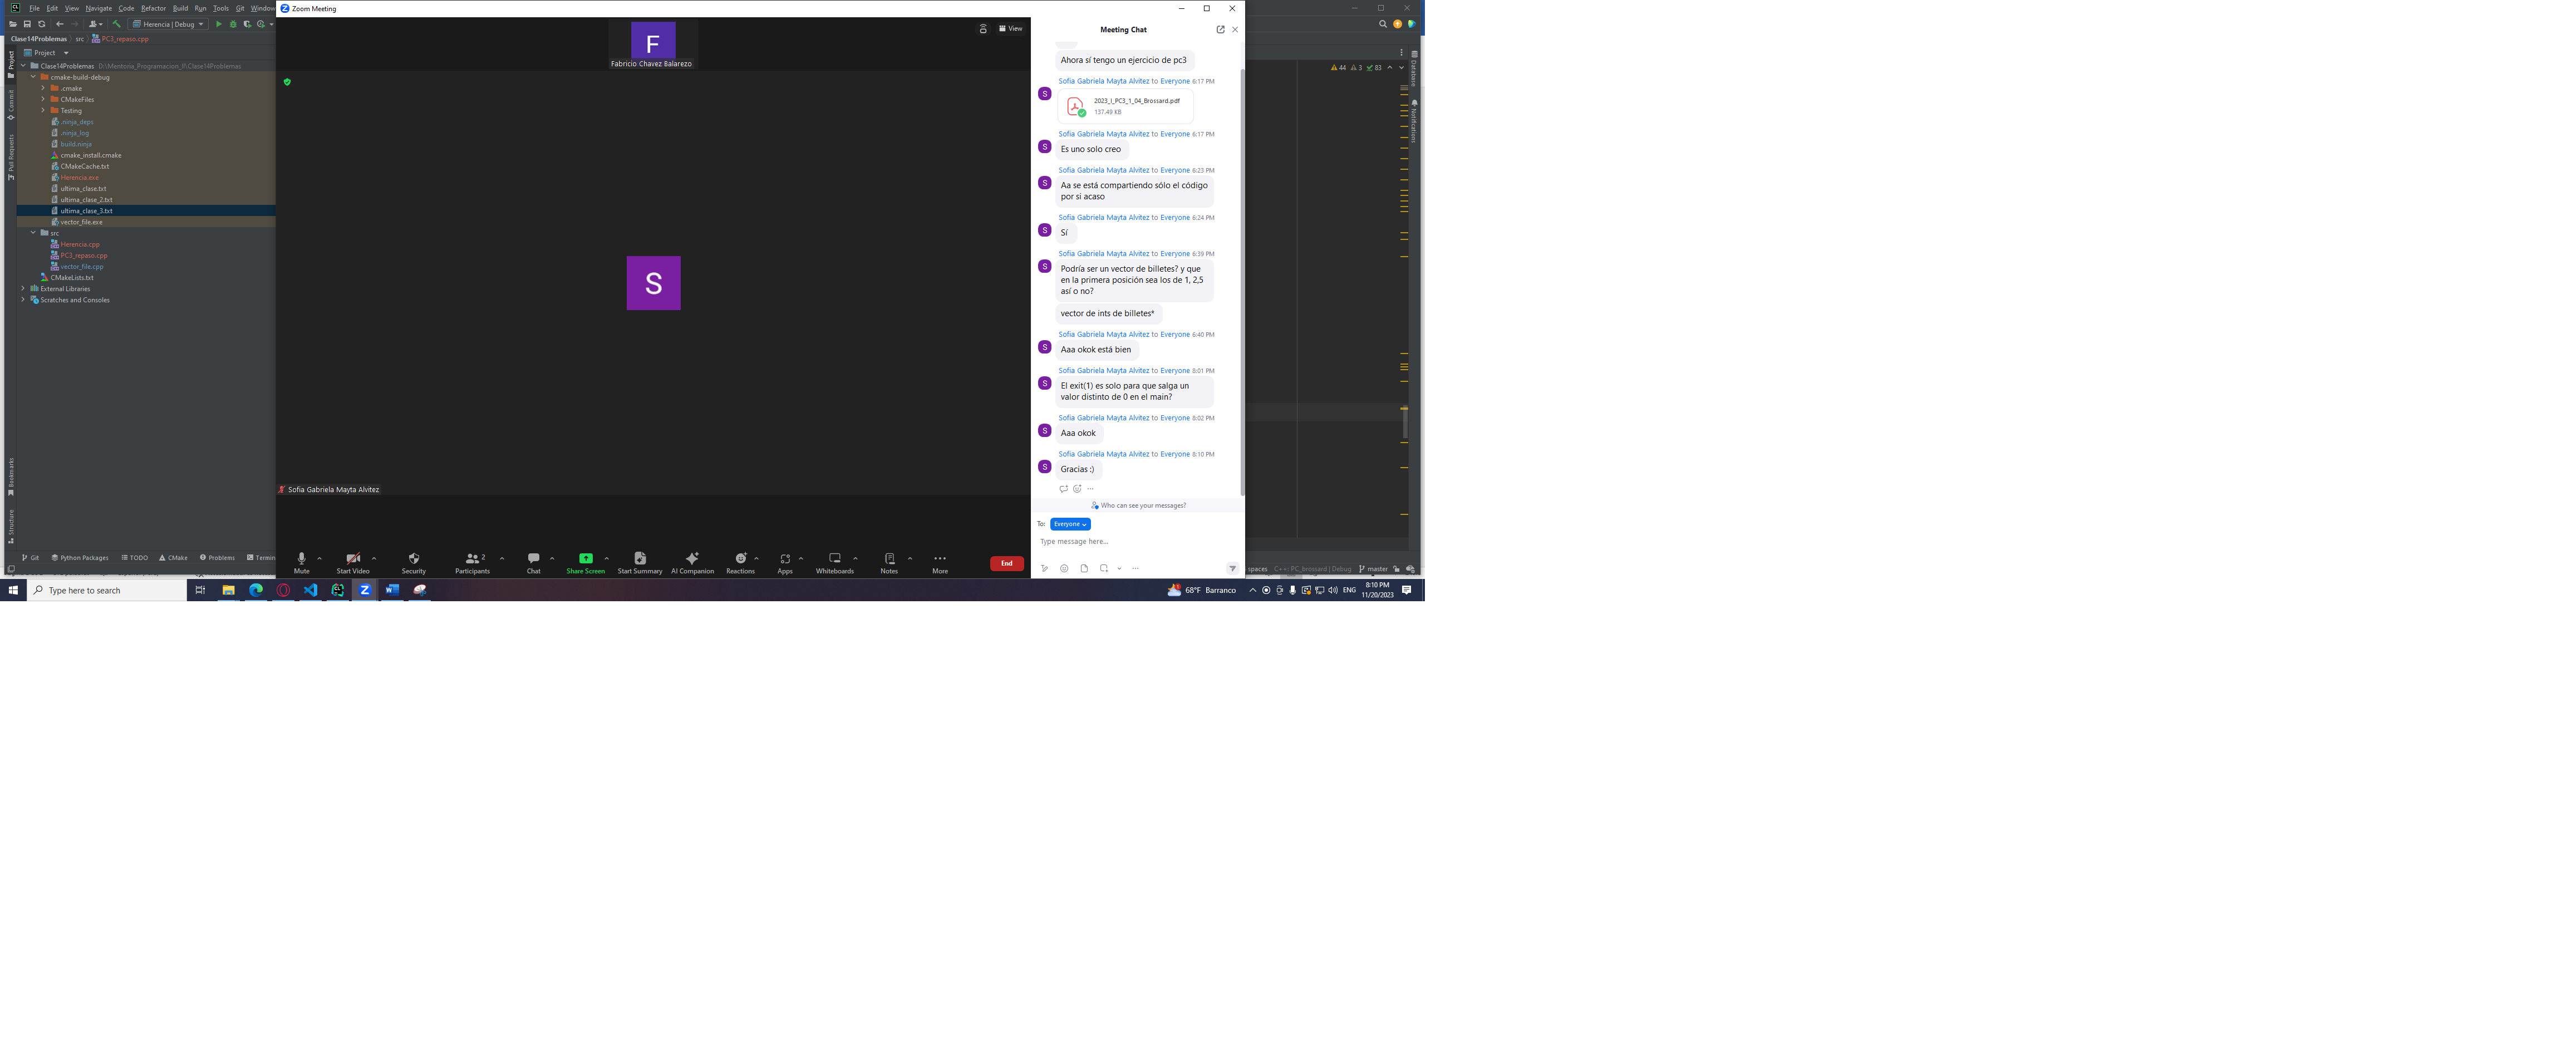 File Edit View Navigate Code Refactor Build Run Tools Git Window
Herencia | Debug
Clase14Problemas src PC3_repaso.cpp
Project
Clase14Problemas D:\Mentoria_Programacion_II\Clase14Problemas
cmake-build-debug
.cmake
CMakeFiles
Testing
.ninja_deps
.ninja_log
build.ninja
cmake_install.cmake
CMakeCache.txt
Herencia.exe
ultima_clase.txt
ultima_clase_2.txt
ultima_clase_3.txt
vector_file.exe
src
Herencia.cpp
PC3_repaso.cpp
vector_file.cpp
CMakeLists.txt
External Libraries
Scratches and Consoles
Project
Commit
Pull Requests
Bookmarks
Structure
Git Python Packages TODO CMake Problems Termin
Zoom Meeting
View
F
Fabricio Chavez Balarezo
S
Sofia Gabriela Mayta Alvitez
Mute
Start Video
Security
2
Participants
Chat
Share Screen
Start Summary
AI Companion
Reactions
Apps
Whiteboards
Notes
More
End
Meeting Chat
Ahora sí tengo un ejercicio de pc3
Sofia Gabriela Mayta Alvitez to Everyone 6:17 PM
S
2023_I_PC3_1_04_Brossard.pdf
137.49 KB
Sofia Gabriela Mayta Alvitez to Everyone 6:17 PM
S
Es uno solo creo
Sofia Gabriela Mayta Alvitez to Everyone 6:23 PM
S
Aa se está compartiendo sólo el código
por si acaso
Sofia Gabriela Mayta Alvitez to Everyone 6:24 PM
S
Sí
Sofia Gabriela Mayta Alvitez to Everyone 6:39 PM
S
Podría ser un vector de billetes? y que
en la primera posición sea los de 1, 2,5
así o no?
vector de ints de billetes*
Sofia Gabriela Mayta Alvitez to Everyone 6:40 PM
S
Aaa okok está bien
Sofia Gabriela Mayta Alvitez to Everyone 8:01 PM
S
El exit(1) es solo para que salga un
valor distinto de 0 en el main?
Sofia Gabriela Mayta Alvitez to Everyone 8:02 PM
S
Aaa okok
Sofia Gabriela Mayta Alvitez to Everyone 8:10 PM
S
Gracias :)
Who can see your messages?
To: Everyone
Type message here...
44 3 83
Database
Notifications
spaces C++: PC_brossard | Debug master
Type here to search
68°F Barranco
ENG
8:10 PM
11/20/2023